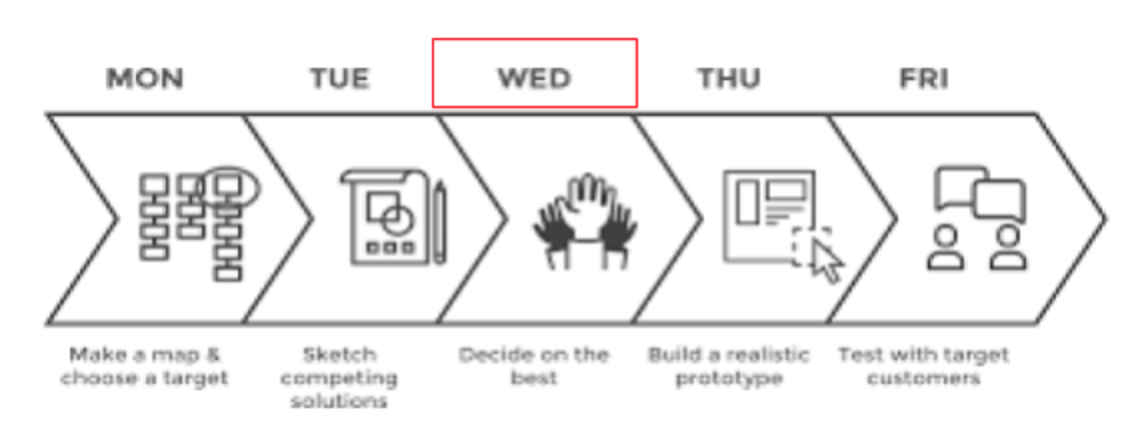 MON
TUE
WED
THU
FRI
Make a map &
choose a target
Sketch
competing
solutions
Decide on the
best
Build a realistic
prototype
Test with target
customers